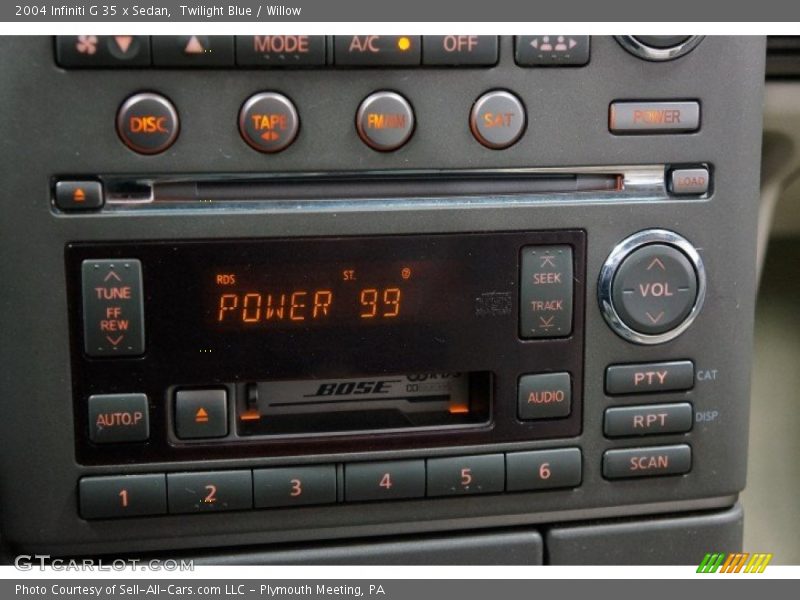 2004 Infiniti G 35 x Sedan, Twilight Blue / Willow
MODE A/C OFF
DISC TAPE FM/AM SAT POWER
LOAD
RDS ST.
POWER 99
TUNE
FF
REW
SEEK
TRACK
VOL
BOSE
AUTO.P
AUDIO
PTY CAT
RPT DISP
SCAN
1 2 3 4 5 6
GTCARLOT.COM
Photo Courtesy of Sell-All-Cars.com LLC - Plymouth Meeting, PA